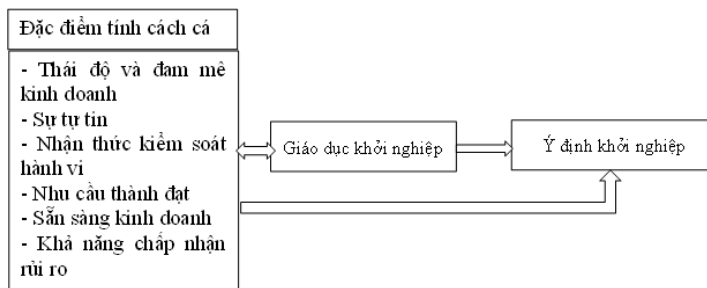 Đặc điểm tính cách cá
- Thái độ và đam mê
kinh doanh
- Sự tự tin
- Nhận thức kiểm soát
hành vi
- Nhu cầu thành đạt
- Sẵn sàng kinh doanh
- Khả năng chấp nhận
rủi ro
Giáo dục khởi nghiệp
Ý định khởi nghiệp